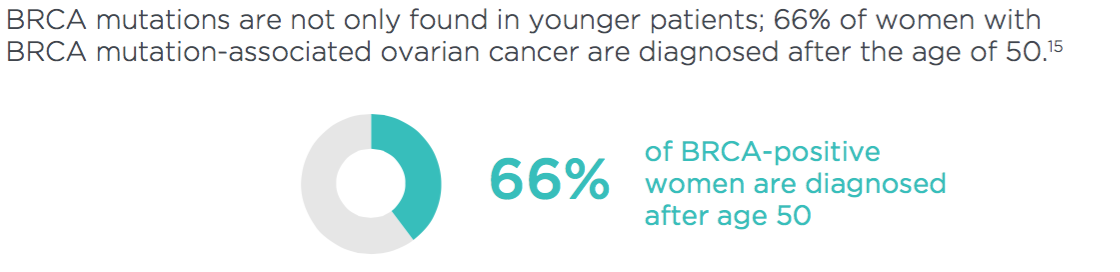 BRCA mutations are not only found in younger patients; 66% of women with
BRCA mutation-associated ovarian cancer are diagnosed after the age of 50.15
66%
of BRCA-positive
women are diagnosed
after age 50